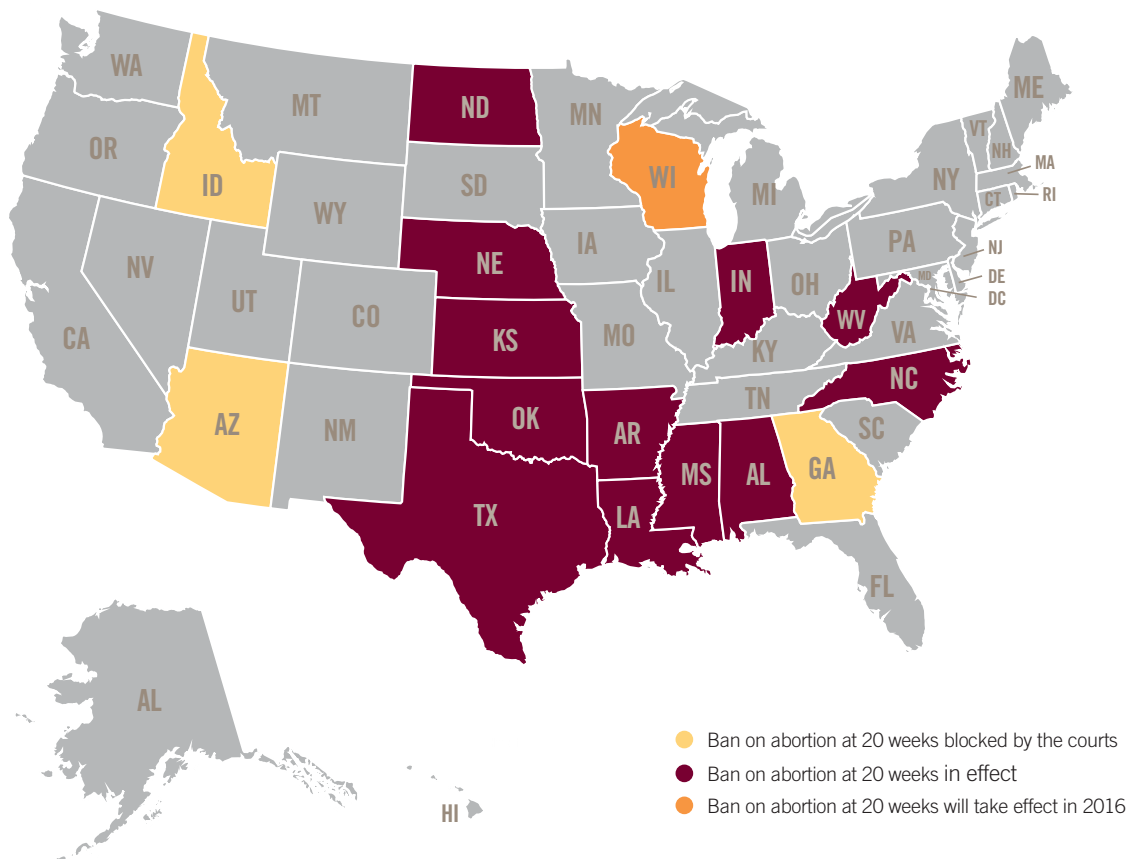 WA
MT
ND
MN
ME
OR
ID
SD
WI
MI
VT
NH
MA
NY
CT
RI
WY
NV
UT
CO
NE
IA
IL
IN
OH
PA
NJ
MD
DE
DC
CA
KS
MO
KY
WV
VA
AZ
NM
OK
AR
TN
NC
SC
TX
LA
MS
AL
GA
FL
AL
HI
Ban on abortion at 20 weeks blocked by the courts
Ban on abortion at 20 weeks in effect
Ban on abortion at 20 weeks will take effect in 2016